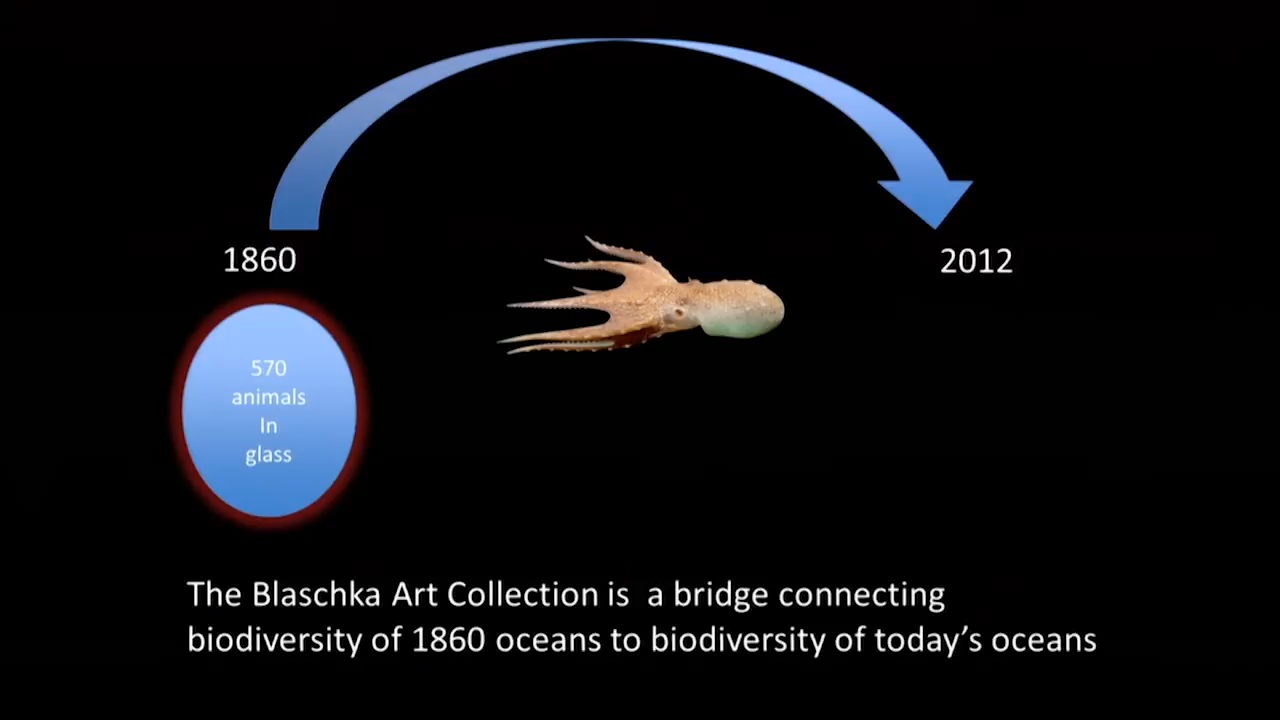 1860
2012
570
animals
In
glass
The Blaschka Art Collection is  a bridge connecting
biodiversity of 1860 oceans to biodiversity of today’s oceans